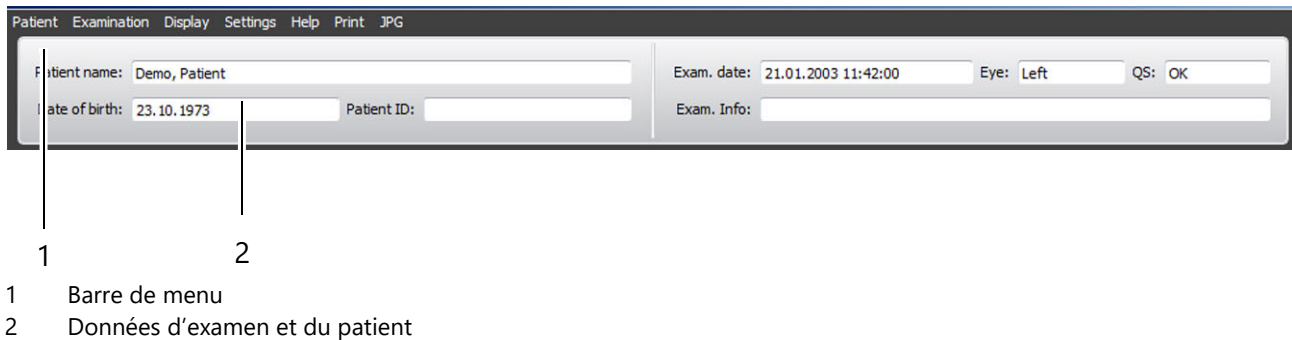 Patient Examination Display Settings Help Print JPG
Patient name: Demo, Patient Exam. date: 21.01.2003 11:42:00 Eye: Left QS: OK
Date of birth: 23.10.1973 Patient ID: Exam. Info:
1 2
1 Barre de menu
2 Données d’examen et du patient